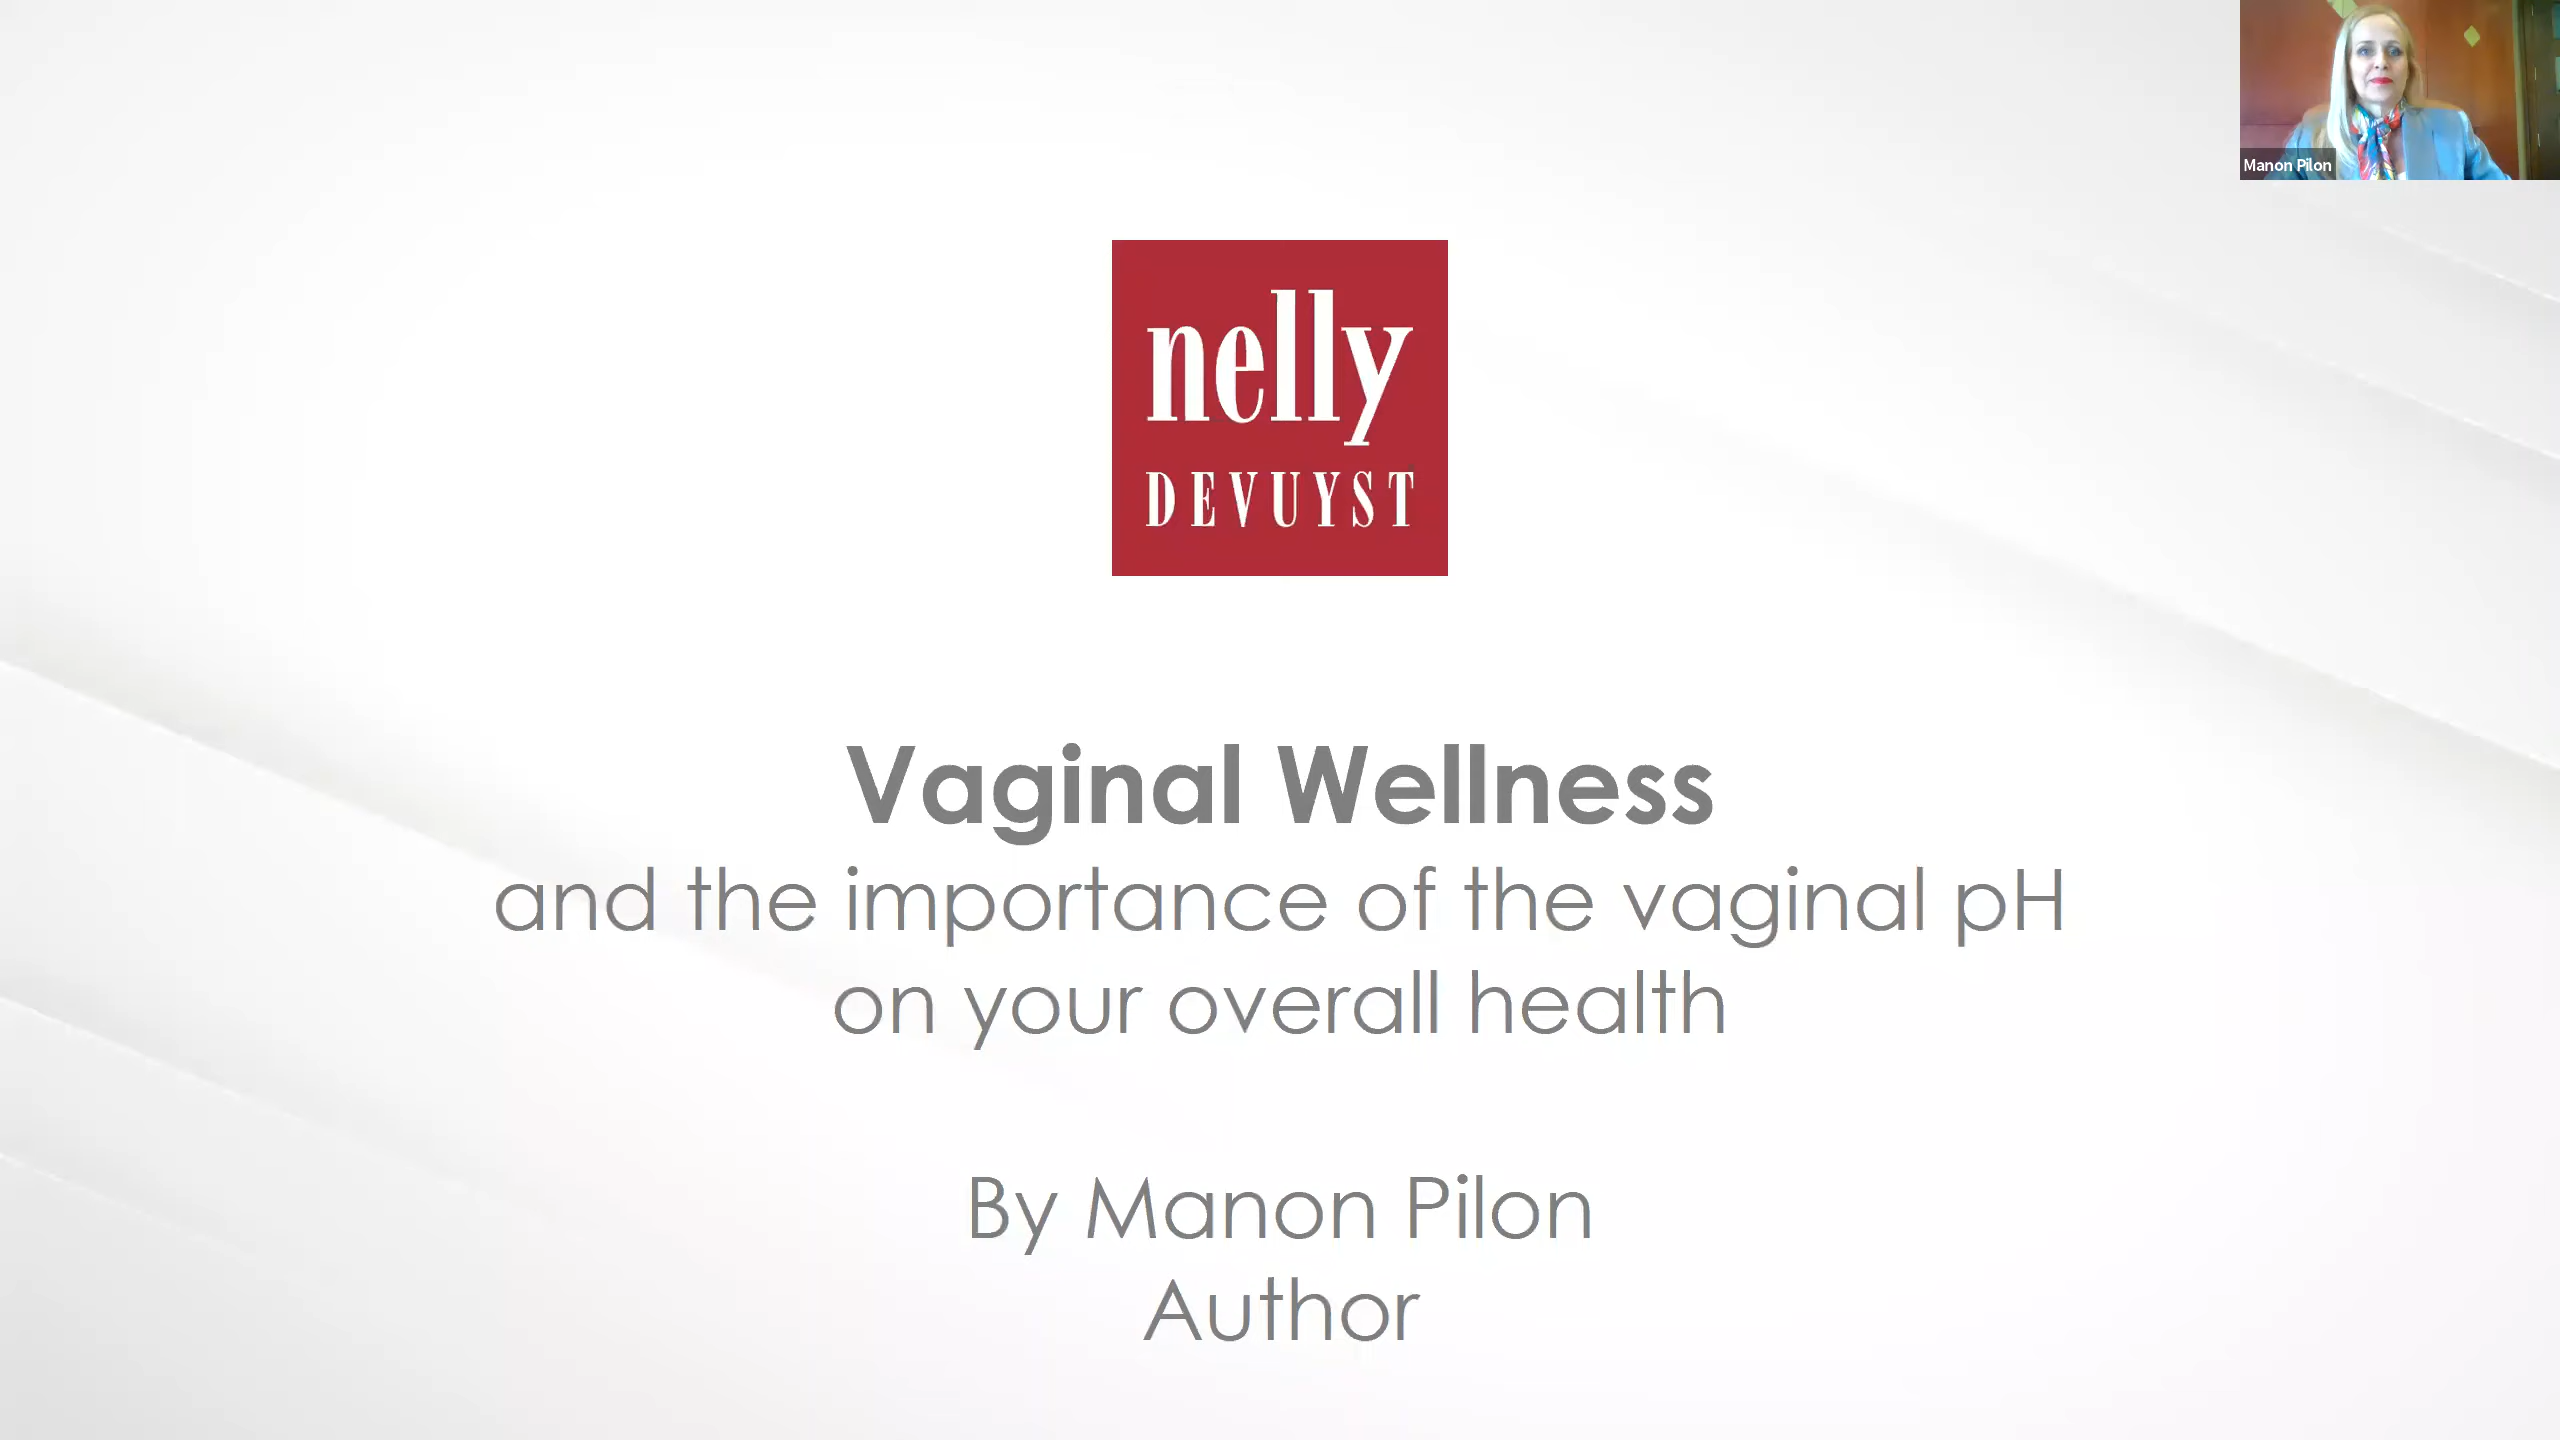 Manon Pilon
nelly
DEVUYST
Vaginal Wellness
and the importance of the vaginal pH
on your overall health
By Manon Pilon
Author